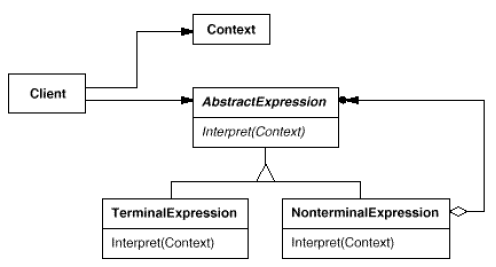 Context
Client
AbstractExpression
Interpret(Context)
TerminalExpression
Interpret(Context)
NonterminalExpression
Interpret(Context)